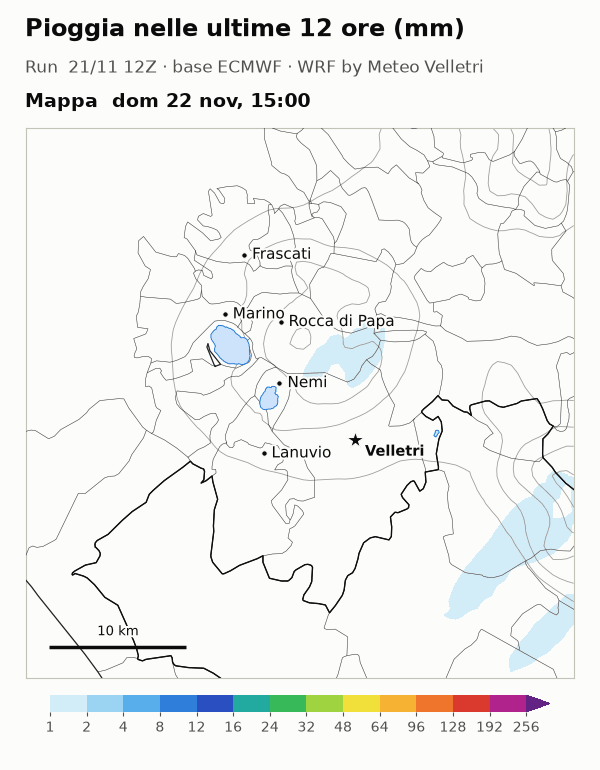 Pioggia nelle ultime 12 ore (mm)
Run  21/11 12Z · base ECMWF · WRF by Meteo Velletri
Mappa  dom 22 nov, 15:00
Frascati
Marino
Rocca di Papa
Nemi
Velletri
Lanuvio
10 km
1 2 4 8 12 16 24 32 48 64 96 128 192 256